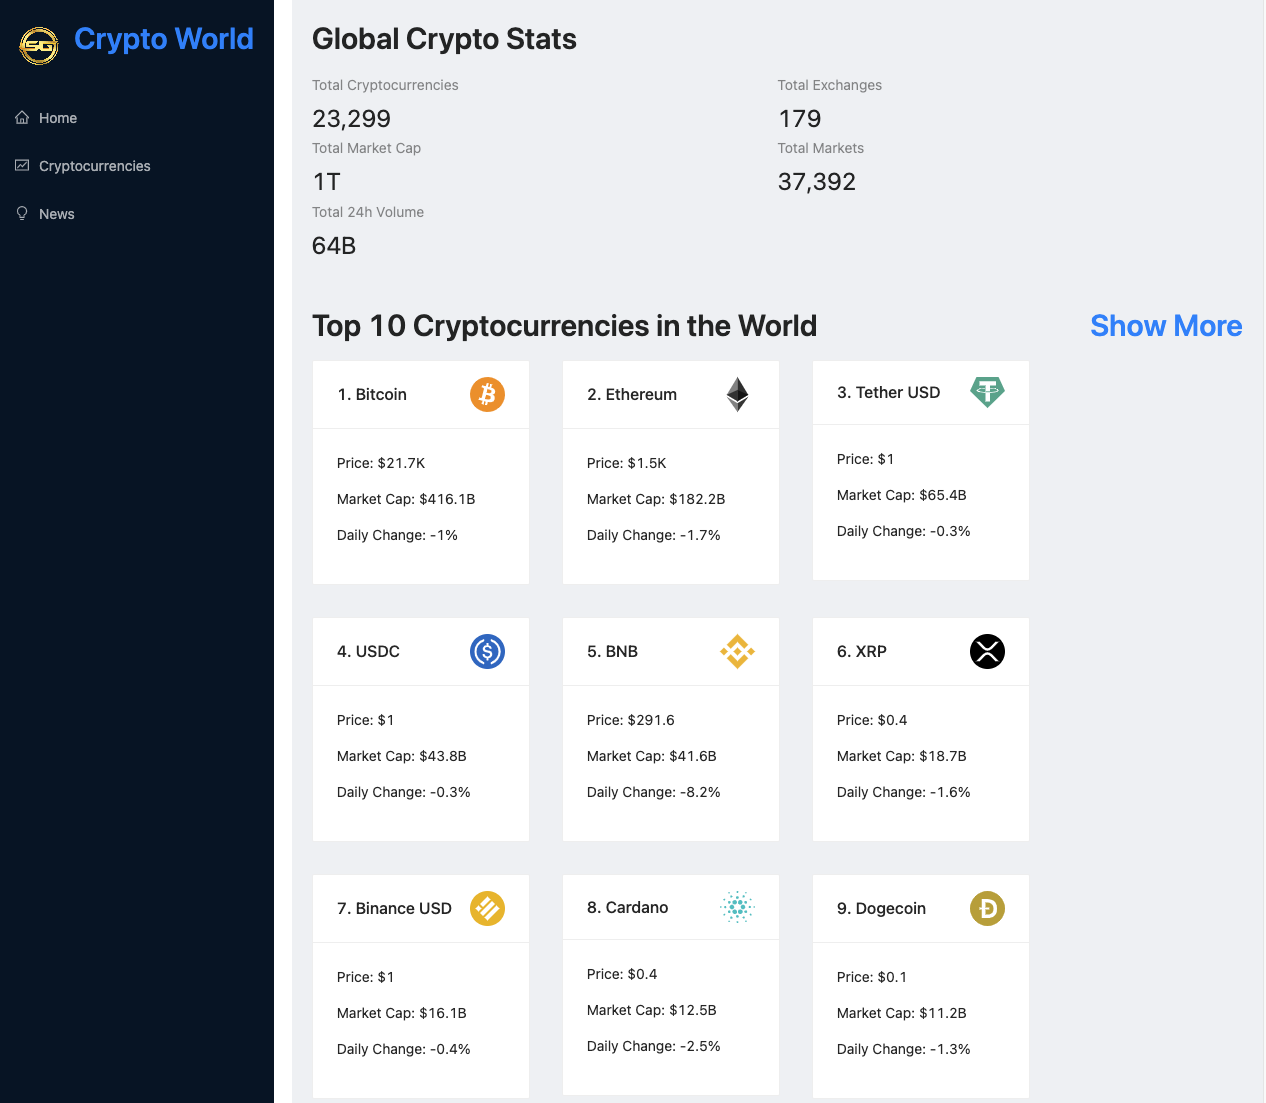 SG
Crypto World
Home
Cryptocurrencies
News
Global Crypto Stats
Total Cryptocurrencies
23,299
Total Exchanges
179
Total Market Cap
1T
Total Markets
37,392
Total 24h Volume
64B
Top 10 Cryptocurrencies in the World
Show More
1. Bitcoin
Price: $21.7K
Market Cap: $416.1B
Daily Change: -1%
2. Ethereum
Price: $1.5K
Market Cap: $182.2B
Daily Change: -1.7%
3. Tether USD
Price: $1
Market Cap: $65.4B
Daily Change: -0.3%
4. USDC
Price: $1
Market Cap: $43.8B
Daily Change: -0.3%
5. BNB
Price: $291.6
Market Cap: $41.6B
Daily Change: -8.2%
6. XRP
Price: $0.4
Market Cap: $18.7B
Daily Change: -1.6%
7. Binance USD
Price: $1
Market Cap: $16.1B
Daily Change: -0.4%
8. Cardano
Price: $0.4
Market Cap: $12.5B
Daily Change: -2.5%
9. Dogecoin
Price: $0.1
Market Cap: $11.2B
Daily Change: -1.3%